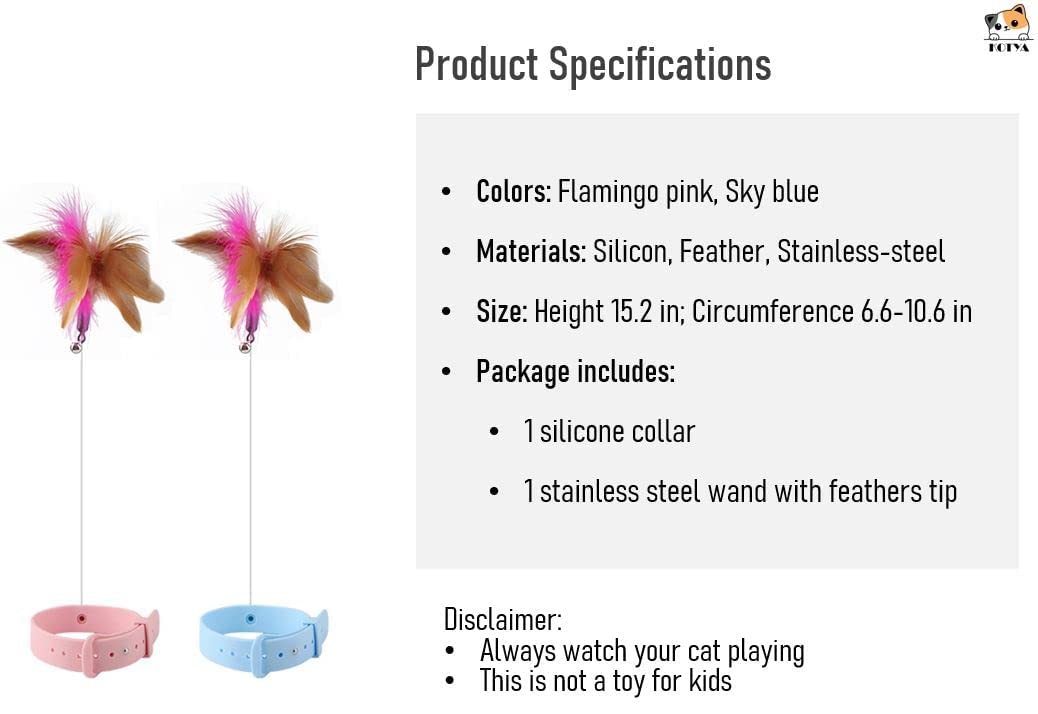 KOTYA
Product Specifications
• Colors: Flamingo pink, Sky blue
• Materials: Silicon, Feather, Stainless-steel
• Size: Height 15.2 in; Circumference 6.6-10.6 in
• Package includes:
• 1 silicone collar
• 1 stainless steel wand with feathers tip
Disclaimer:
• Always watch your cat playing
• This is not a toy for kids